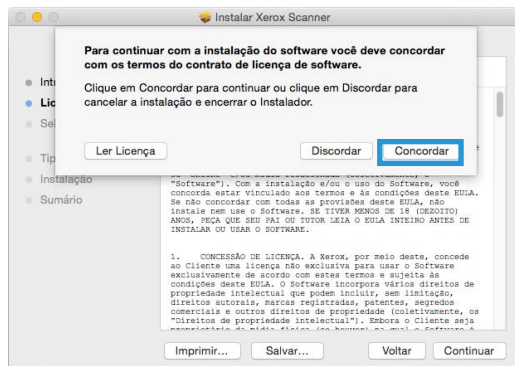 Instalar Xerox Scanner
Para continuar com a instalação do software você deve concordar
com os termos do contrato de licença de software.
Clique em Concordar para continuar ou clique em Discordar para
cancelar a instalação e encerrar o Instalador.
Ler Licença
Discordar
Concordar
Int
Lic
Sel
Tip
Instalação
Sumário
"Software"). Com a instalação e/ou o uso do Software, você
concorda estar vinculado aos termos e às condições deste EULA.
Se não concordar com todas as provisões deste EULA, não
instale nem use o Software. SE TIVER MENOS DE 18 (DEZOITO)
ANOS, PEÇA QUE SEU PAI OU TUTOR LEIA O EULA INTEIRO ANTES DE
INSTALAR OU USAR O SOFTWARE.
1. CONCESSÃO DE LICENÇA. A Xerox, por meio deste, concede
ao Cliente uma licença não exclusiva para usar o Software
exclusivamente de acordo com estes termos e sujeita às
condições deste EULA. O Software incorpora vários direitos de
propriedade intelectual que podem incluir, sem limitação,
direitos autorais, marcas registradas, patentes, segredos
comerciais e outros direitos de propriedade (coletivamente, os
"Direitos de propriedade intelectual"). Embora o Cliente seja
Imprimir...
Salvar...
Voltar
Continuar